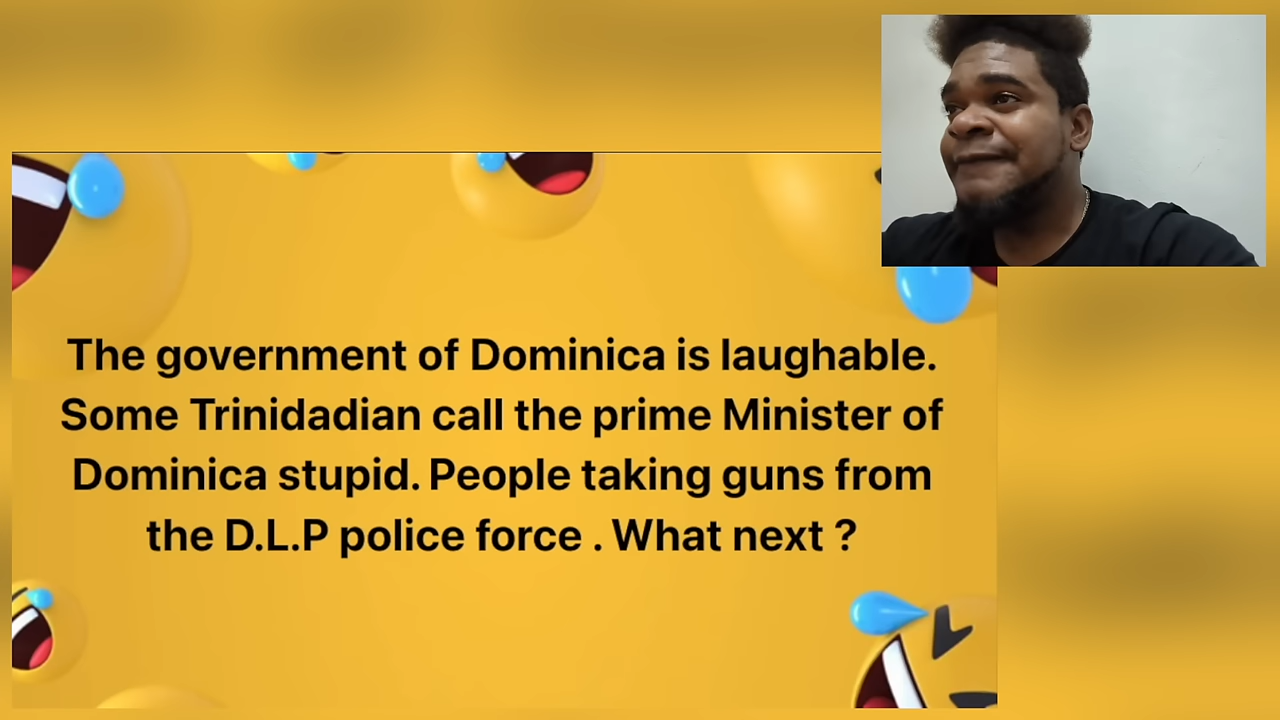 The government of Dominica is laughable.
Some Trinidadian call the prime Minister of
Dominica stupid. People taking guns from
the D.L.P police force . What next ?